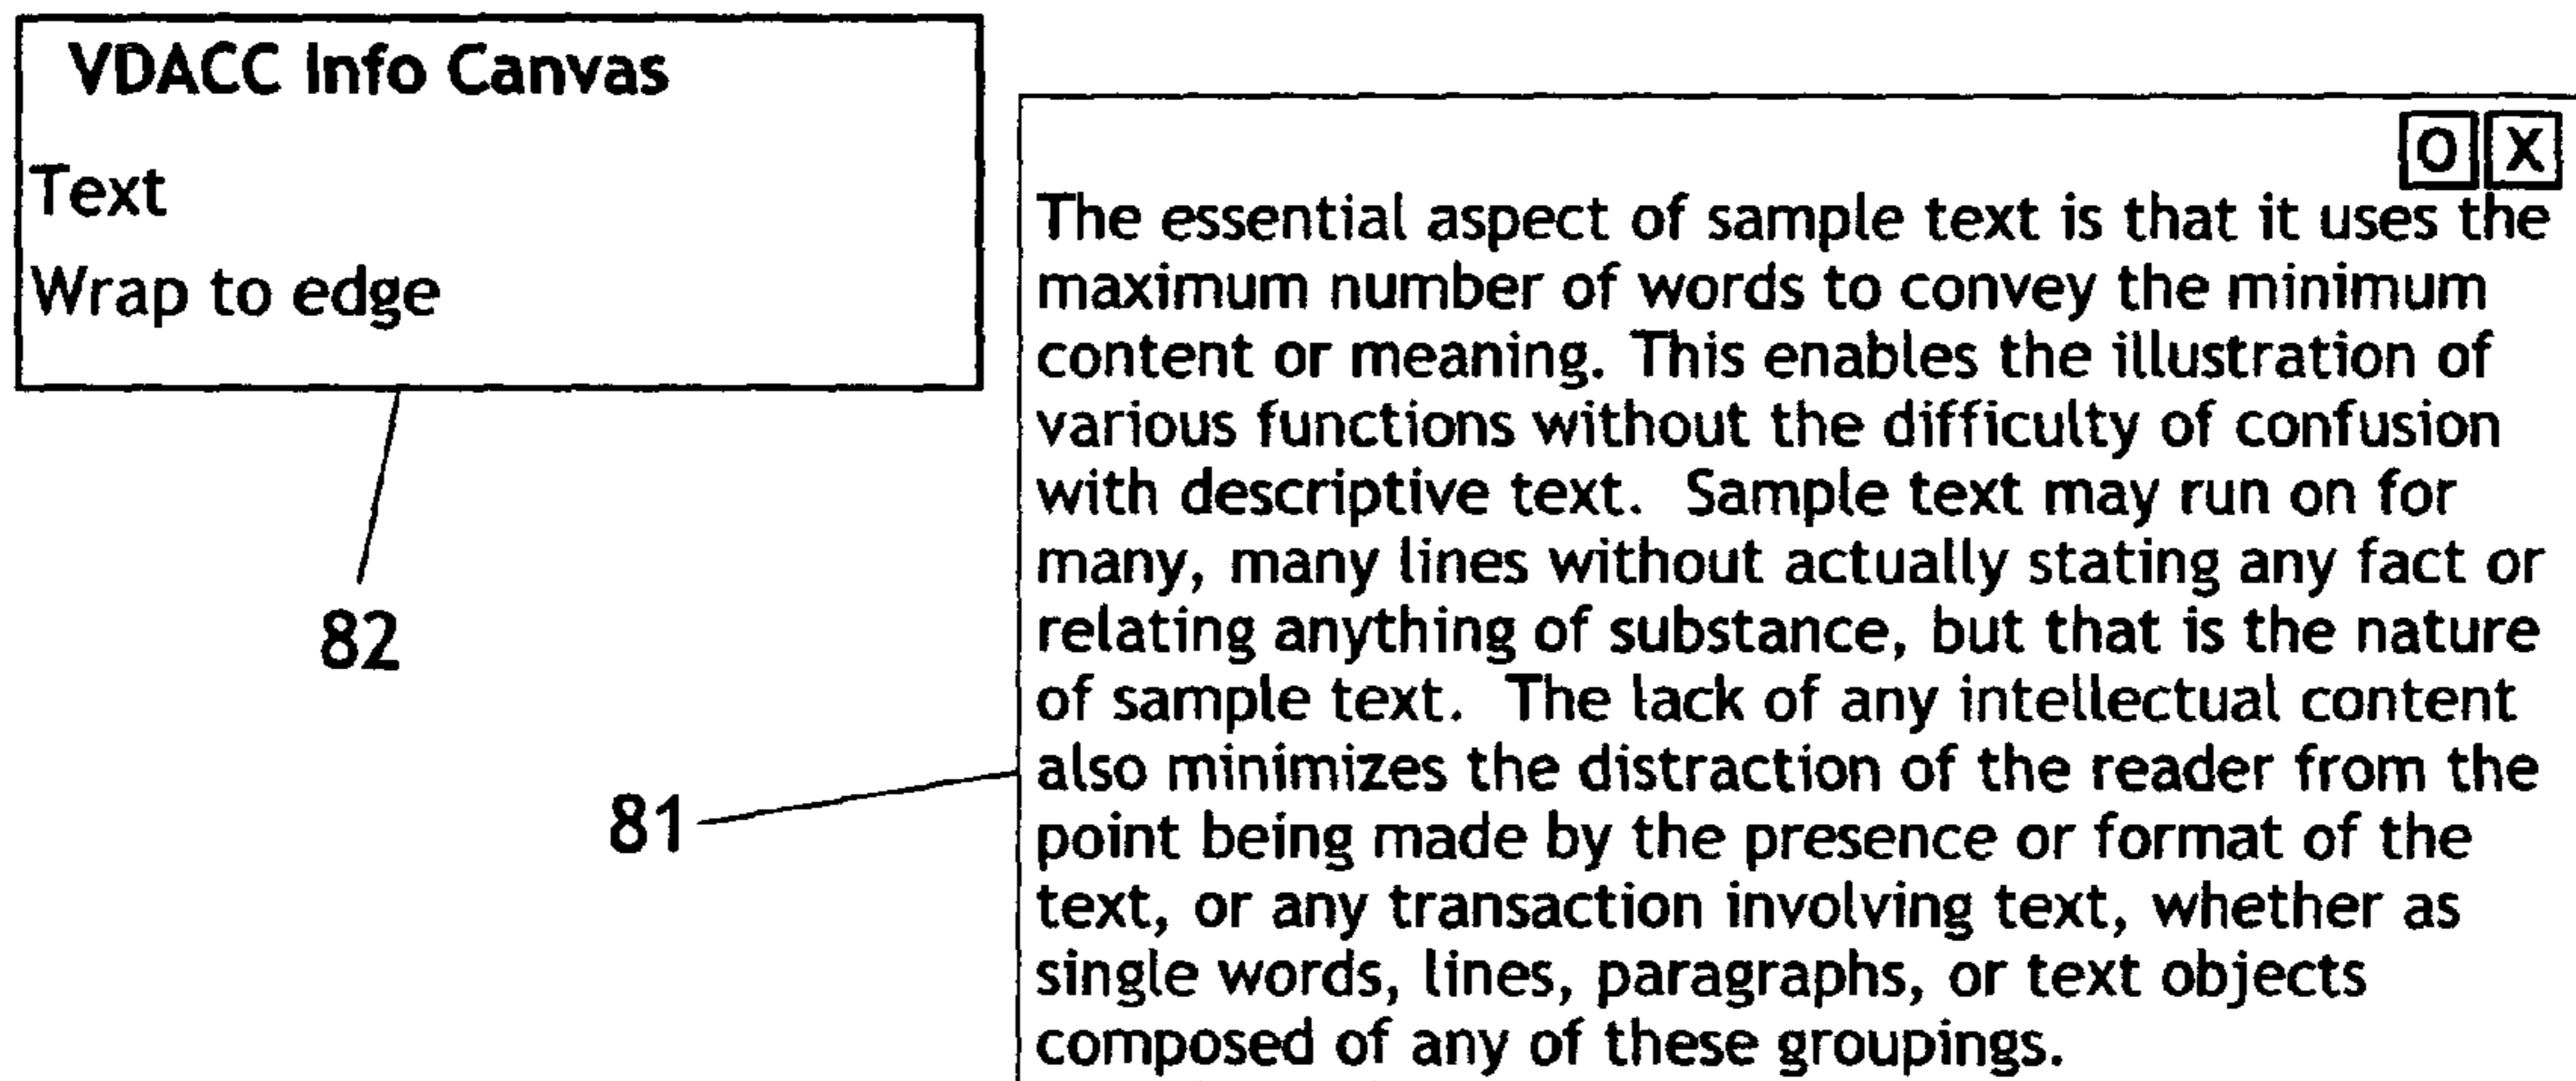 VDACC Info Canvas
Text
Wrap to edge
82
81
O X
The essential aspect of sample text is that it uses the
maximum number of words to convey the minimum
content or meaning. This enables the illustration of
various functions without the difficulty of confusion
with descriptive text.  Sample text may run on for
many, many lines without actually stating any fact or
relating anything of substance, but that is the nature
of sample text.  The lack of any intellectual content
also minimizes the distraction of the reader from the
point being made by the presence or format of the
text, or any transaction involving text, whether as
single words, lines, paragraphs, or text objects
composed of any of these groupings.